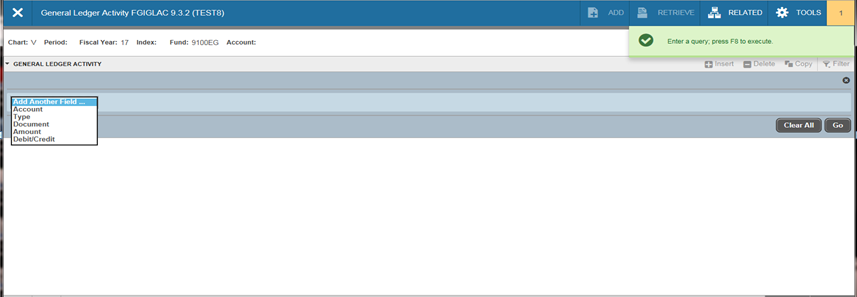 General Ledger Activity FGIGLAC 9.3.2 (TEST8)
ADD RETRIEVE RELATED TOOLS 1
Enter a query; press F8 to execute.
Chart: V Period: Fiscal Year: 17 Index: Fund: 9100EG Account:
GENERAL LEDGER ACTIVITY
Insert Delete Copy Filter
Add Another Field ...
Account
Type
Document
Amount
Debit/Credit
Clear All Go